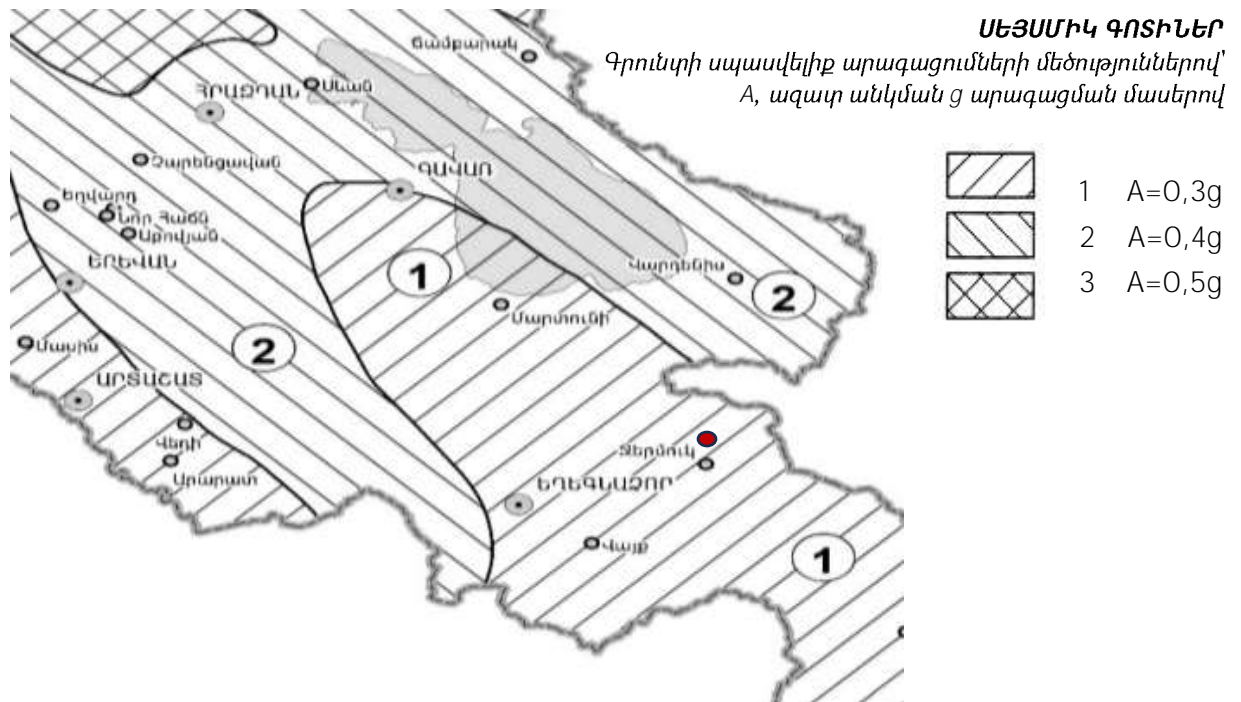 ՍԵՅՍՄԻԿ ԳՈՏԻՆԵՐ
Գրունտի սպասվելիք արագացումների մեծություններով՝
A, ազատ անկման g արագացման մասերով
1 A=0,3g
2 A=0,4g
3 A=0,5g
Ճամբարակ
Սևան
ՀՐԱԶԴԱՆ
Չարենցավան
ԳԱՎԱՌ
Եղվարդ
Նոր Հաճն
Աբովյան
ԵՐԵՎԱՆ
1
Վարդենիս
2
Մարտունի
Մասիս
2
ԱՐՏԱՇԱՏ
Վեդի
Արարատ
Ջերմուկ
ԵՂԵԳՆԱՁՈՐ
Վայք
1